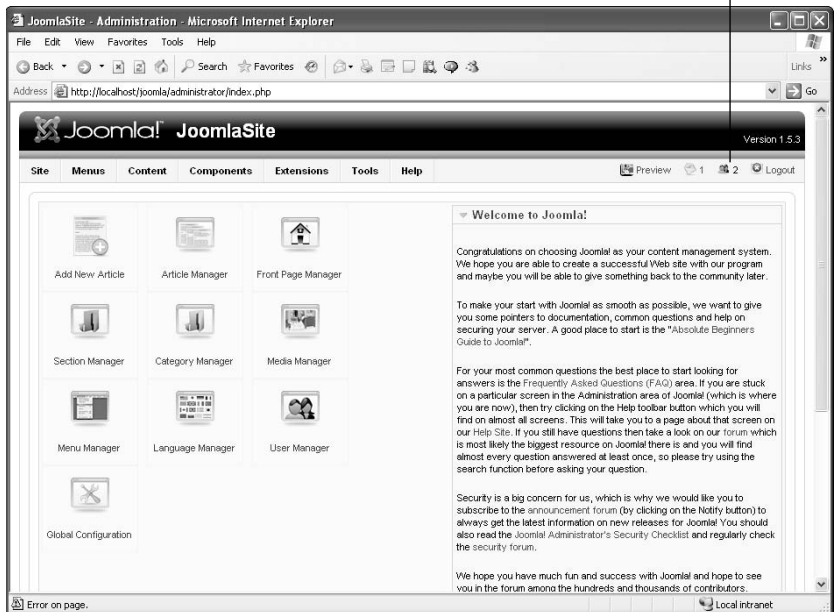 JoomlaSite - Administration - Microsoft Internet Explorer
File Edit View Favorites Tools Help
Back Search Favorites Links »
Address http://localhost/joomla/administrator/index.php Go
Joomla! JoomlaSite
Version 1.5.3
Site Menus Content Components Extensions Tools Help Preview 1 2 Logout
Add New Article Article Manager Front Page Manager
Section Manager Category Manager Media Manager
Menu Manager Language Manager User Manager
Global Configuration
Welcome to Joomla!
Congratulations on choosing Joomla! as your content management system.
We hope you are able to create a successful Web site with our program
and maybe you will be able to give something back to the community later.
To make your start with Joomla! as smooth as possible, we want to give
you some pointers to documentation, common questions and help on
securing your server. A good place to start is the "Absolute Beginners
Guide to Joomla!".
For your most common questions the best place to start looking for
answers is the Frequently Asked Questions (FAQ) area. If you are stuck
on a particular screen in the Administration area of Joomla! (which is where
you are now), then try clicking on the Help toolbar button which you will
find on almost all screens. This will take you to a page about that screen on
our Help Site. If you still have questions then take a look on our forum which
is most likely the biggest resource on Joomla! there is and you will find
almost every question answered at least once, so please try using the
search function before asking your question.
Security is a big concern for us, which is why we would like you to
subscribe to the announcement forum (by clicking on the Notify button) to
always get the latest information on new releases for Joomla! You should
also read the Joomla! Administrator's Security Checklist and regularly check
the security forum.
We hope you have much fun and success with Joomla! and hope to see
you in the forum among the hundreds and thousands of contributors.
Error on page. Local intranet